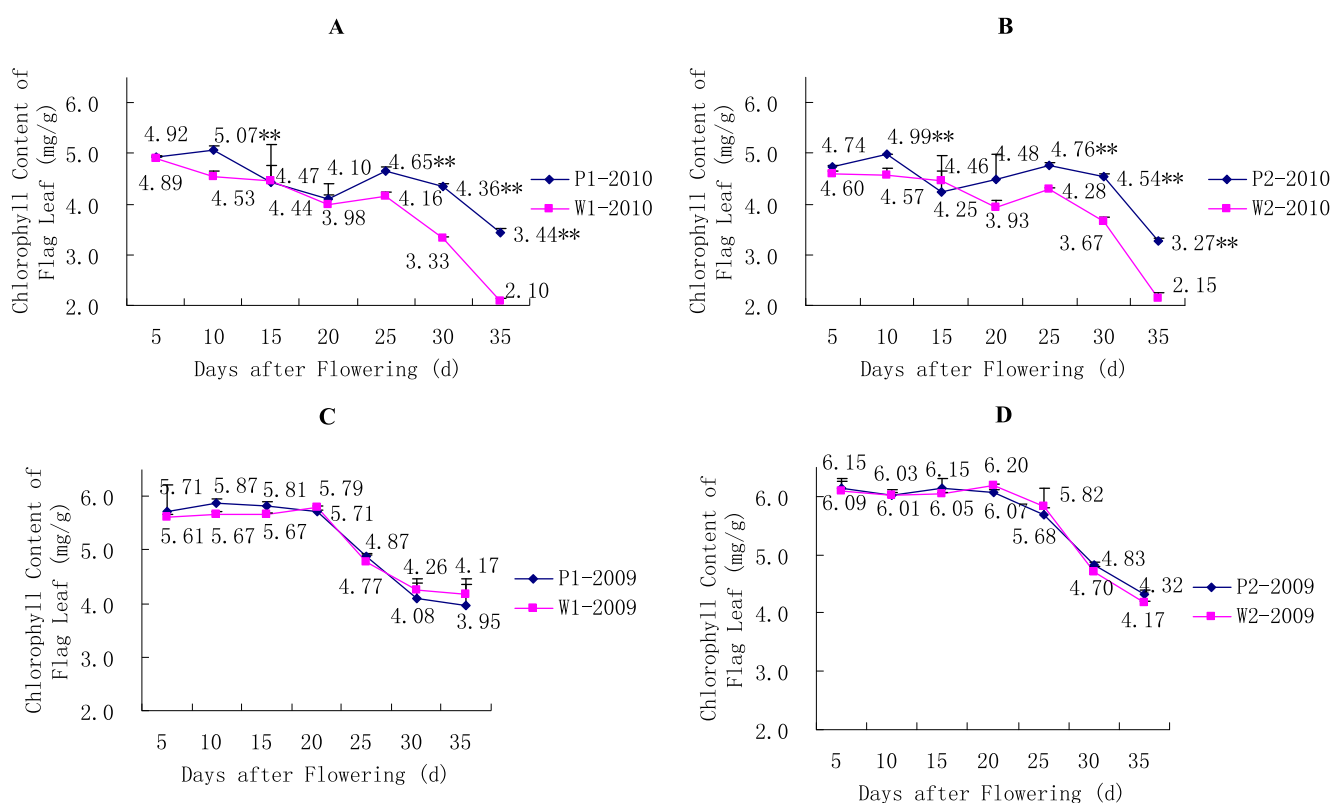 A
Chlorophyll Content of
Flag Leaf (mg/g)
6.0
5.0
4.0
3.0
2.0
4.92
5.07**
4.47
4.10
4.65**
4.36**
3.44**
4.89
4.53
4.44
3.98
4.16
3.33
2.10
5 10 15 20 25 30 35
Days after Flowering (d)
P1-2010
W1-2010
B
Chlorophyll Content of
Flag Leaf (mg/g)
6.0
5.0
4.0
3.0
2.0
4.74
4.99**
4.46
4.48
4.76**
4.54**
3.27**
4.60
4.57
4.25
3.93
4.28
3.67
2.15
5 10 15 20 25 30 35
Days after Flowering (d)
P2-2010
W2-2010
C
Chlorophyll Content of
Flag Leaf (mg/g)
6.0
5.0
4.0
3.0
2.0
5.71
5.87
5.81
5.79
4.87
4.26
4.17
5.61
5.67
5.67
5.71
4.77
4.08
3.95
5 10 15 20 25 30 35
Days after Flowering (d)
P1-2009
W1-2009
D
Chlorophyll Content of
Flag Leaf (mg/g)
6.0
5.0
4.0
3.0
2.0
6.15
6.03
6.15
6.20
5.82
4.83
4.32
6.09
6.01
6.05
6.07
5.68
4.70
4.17
5 10 15 20 25 30 35
Days after Flowering (d)
P2-2009
W2-2009